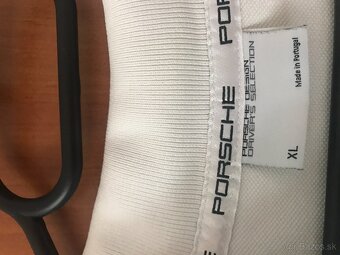 PORSCHE
PORSCHE
PORSCHE DESIGN
DRIVER'S SELECTION
XL
Made in Portugal